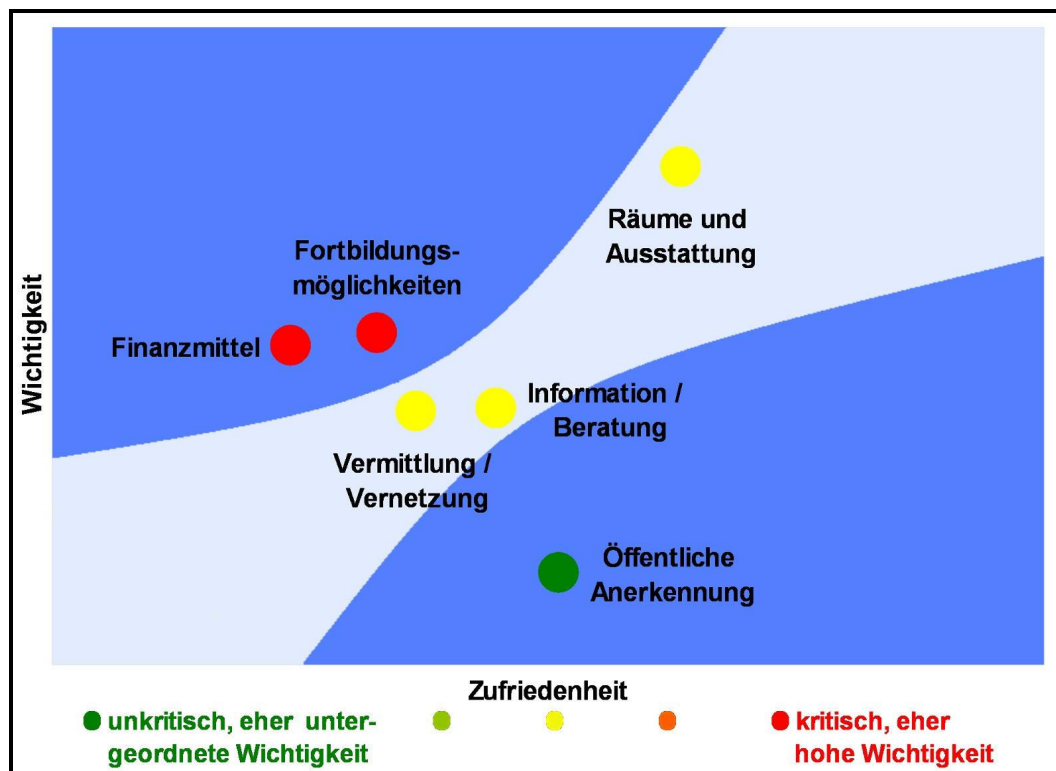 Räume und
Ausstattung
Fortbildungs-
möglichkeiten
Finanzmittel
Wichtigkeit
Information /
Beratung
Vermittlung /
Vernetzung
Öffentliche
Anerkennung
Zufriedenheit
unkritisch, eher unter-
geordnete Wichtigkeit
kritisch, eher
hohe Wichtigkeit